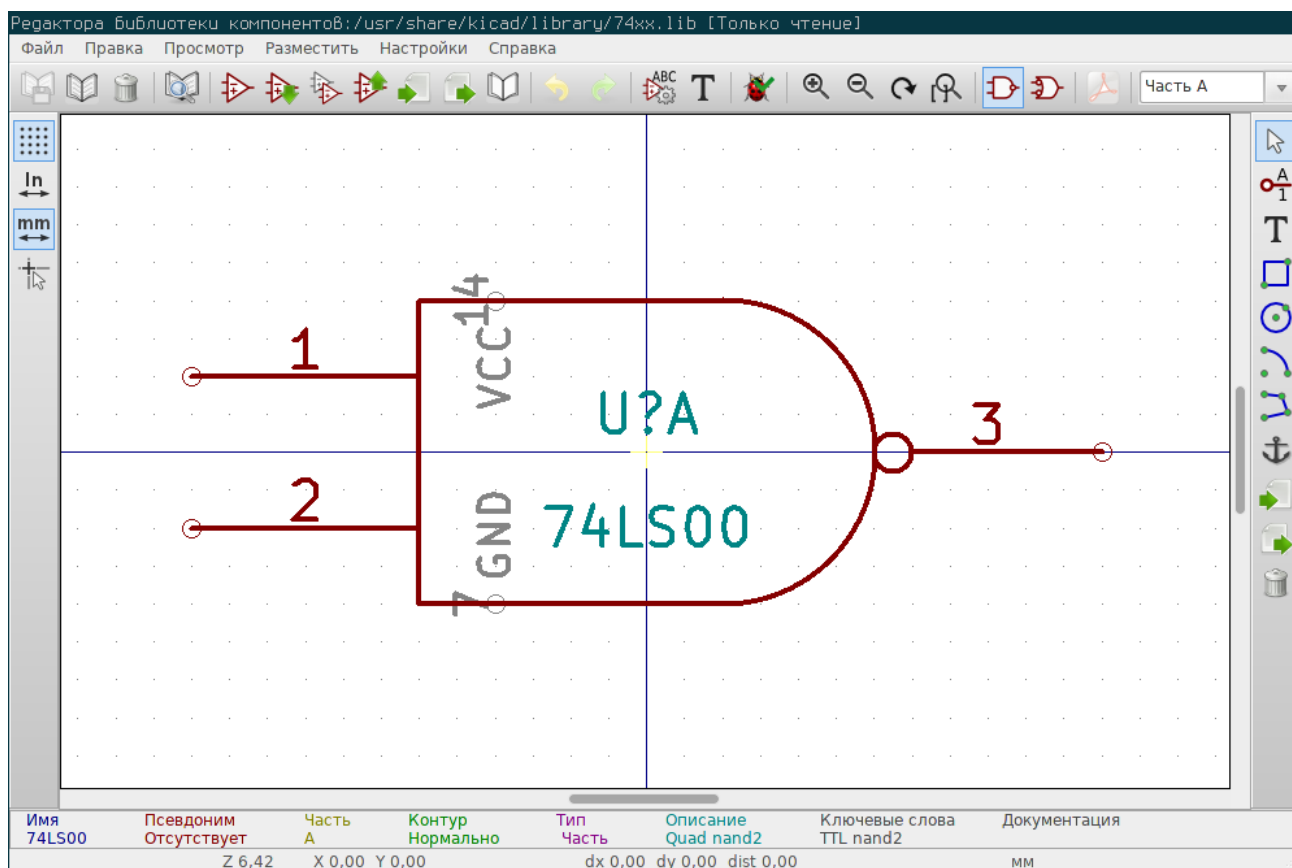 Редактора библиотеки компонентов:/usr/share/kicad/library/74xx.lib [Только чтение]
Файл Правка Просмотр Разместить Настройки Справка
ABC T Часть A
In
mm
A
1
T
14
VCC
1
U?A
3
2
GND
74LS00
7
Имя Псевдоним Часть Контур Тип Описание Ключевые слова Документация
74LS00 Отсутствует A Нормально Часть Quad nand2 TTL nand2
Z 6,42 X 0,00 Y 0,00 dx 0,00 dy 0,00 dist 0,00 мм